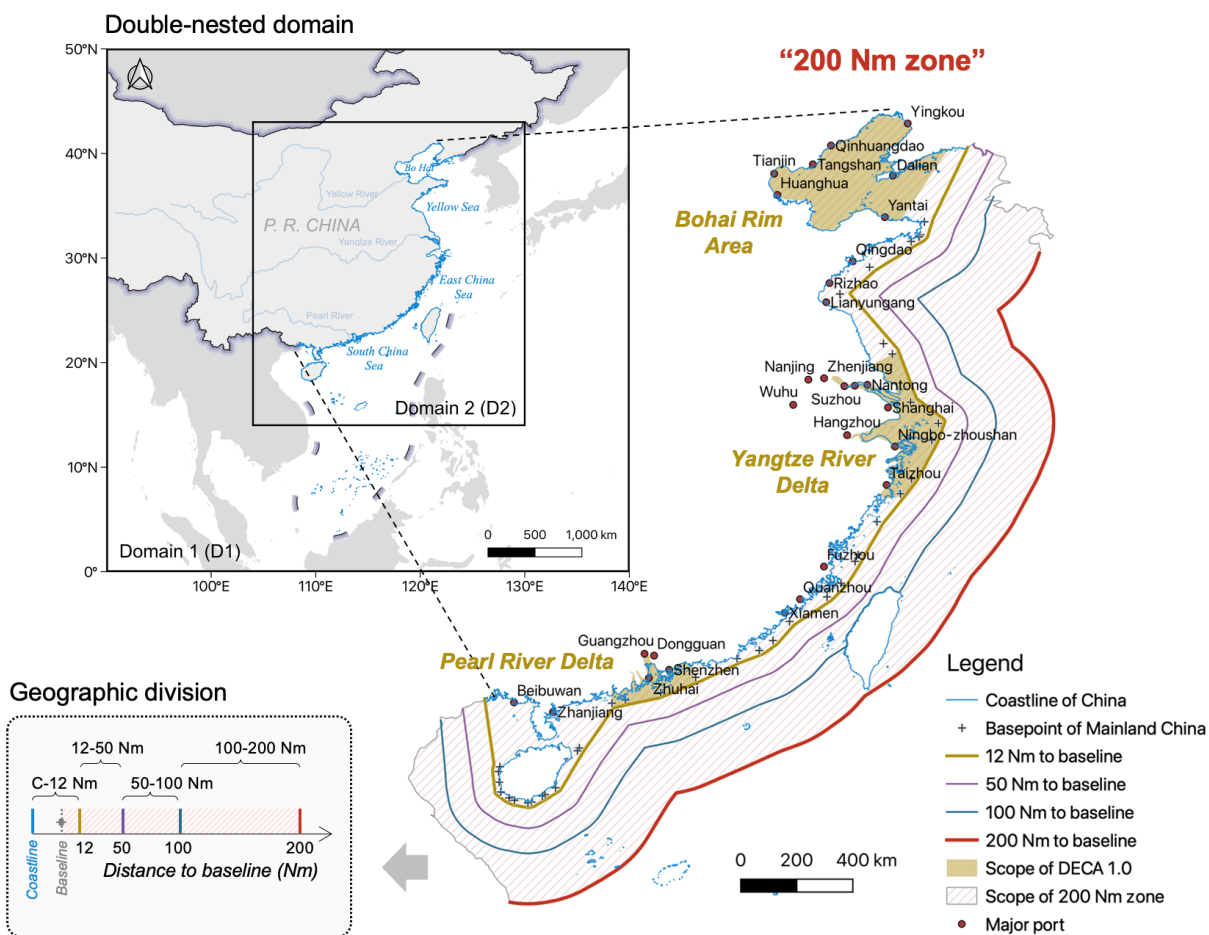 Double-nested domain
50°N
40°N
30°N
20°N
10°N
0°
100°E
110°E
120°E
130°E
140°E
Bo Hai
Yellow River
Yellow Sea
P. R. CHINA
Yangtze River
East China
Sea
Pearl River
South China
Sea
Domain 2 (D2)
Domain 1 (D1)
0 500 1,000 km
“200 Nm zone”
Yingkou
Qinhuangdao
Tianjin
Tangshan
Dalian
Huanghua
Yantai
Bohai Rim
Area
Qingdao
Rizhao
Lianyungang
Nanjing
Zhenjiang
Wuhu
Suzhou
Nantong
Shanghai
Hangzhou
Ningbo-zhoushan
Yangtze River
Delta
Taizhou
Fuzhou
Quanzhou
Xiamen
Guangzhou
Dongguan
Pearl River Delta
Shenzhen
Zhuhai
Beibuwan
Zhanjiang
0 200 400 km
Geographic division
12-50 Nm
100-200 Nm
C-12 Nm
50-100 Nm
Coastline
Baseline
12 50 100 200
Distance to baseline (Nm)
Legend
Coastline of China
Basepoint of Mainland China
12 Nm to baseline
50 Nm to baseline
100 Nm to baseline
200 Nm to baseline
Scope of DECA 1.0
Scope of 200 Nm zone
Major port